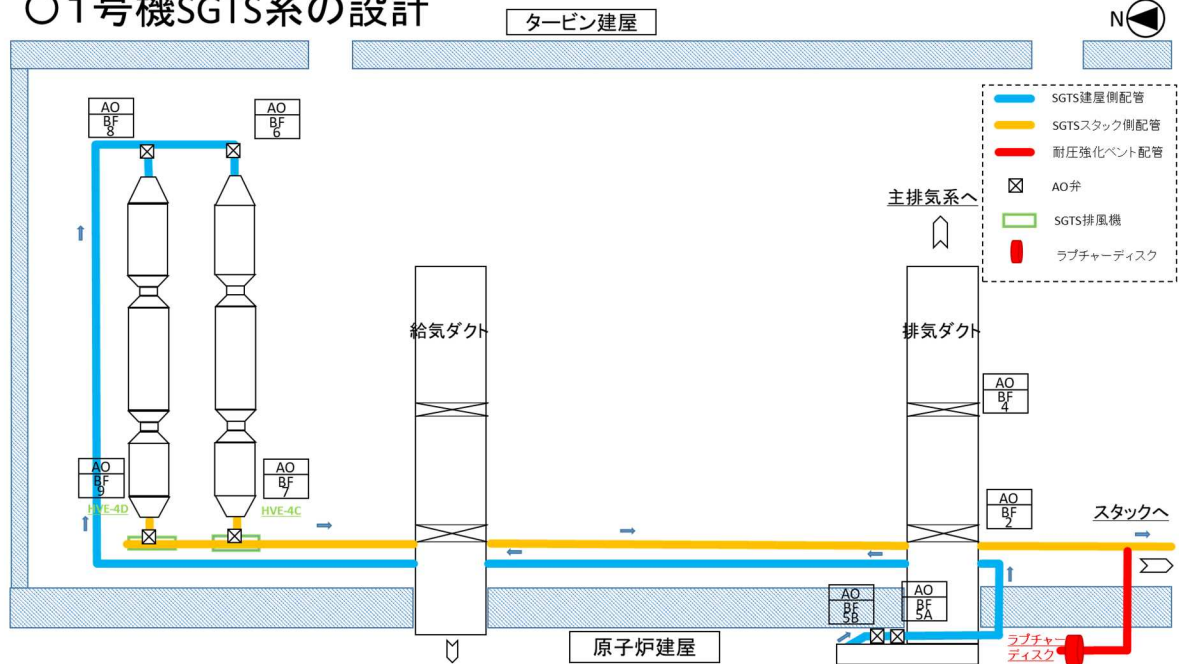 〇1号機SGTS系の設計
タービン建屋
N
SGTS建屋側配管
SGTSスタック側配管
耐圧強化ベント配管
AO弁
SGTS排風機
ラプチャーディスク
AO
BF
8
AO
BF
6
主排気系へ
給気ダクト
排気ダクト
AO
BF
4
AO
BF
9
HVE-4D
AO
BF
7
HVE-4C
AO
BF
2
スタックへ
AO
BF
5B
AO
BF
5A
原子炉建屋
ラプチャー
ディスク